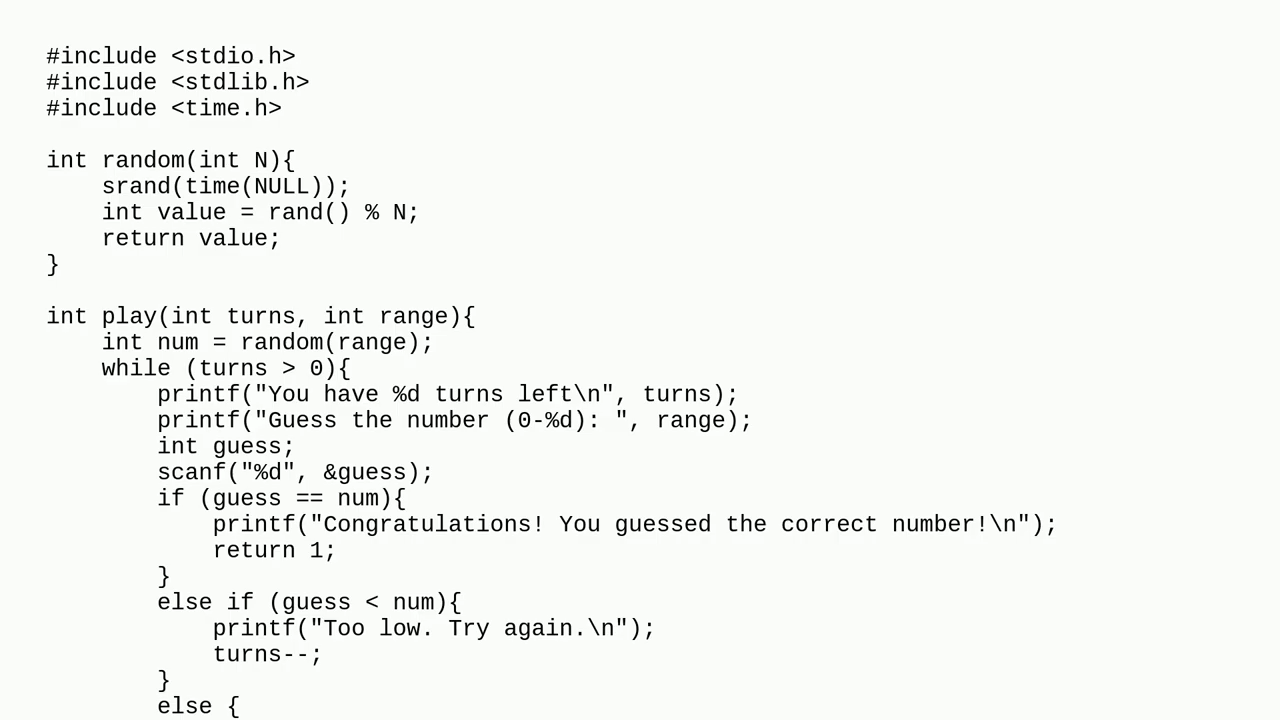 #include <stdio.h>
#include <stdlib.h>
#include <time.h>

int random(int N){
    srand(time(NULL));
    int value = rand() % N;
    return value;
}

int play(int turns, int range){
    int num = random(range);
    while (turns > 0){
        printf("You have %d turns left\n", turns);
        printf("Guess the number (0-%d): ", range);
        int guess;
        scanf("%d", &guess);
        if (guess == num){
            printf("Congratulations! You guessed the correct number!\n");
            return 1;
        }
        else if (guess < num){
            printf("Too low. Try again.\n");
            turns--;
        }
        else {